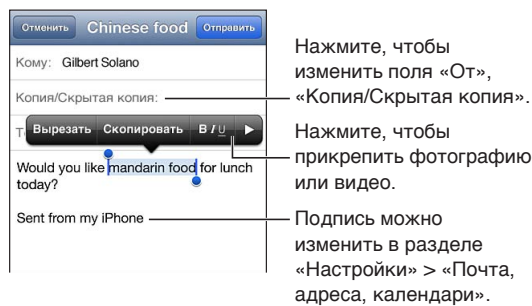 Отменить Chinese food Отправить
Кому: Gilbert Solano
Копия/Скрытая копия:
Вырезать Скопировать B I U
Would you like mandarin food for lunch
today?
Sent from my iPhone
Нажмите, чтобы
изменить поля «От»,
«Копия/Скрытая копия».
Нажмите, чтобы
прикрепить фотографию
или видео.
Подпись можно
изменить в разделе
«Настройки» > «Почта,
адреса, календари».